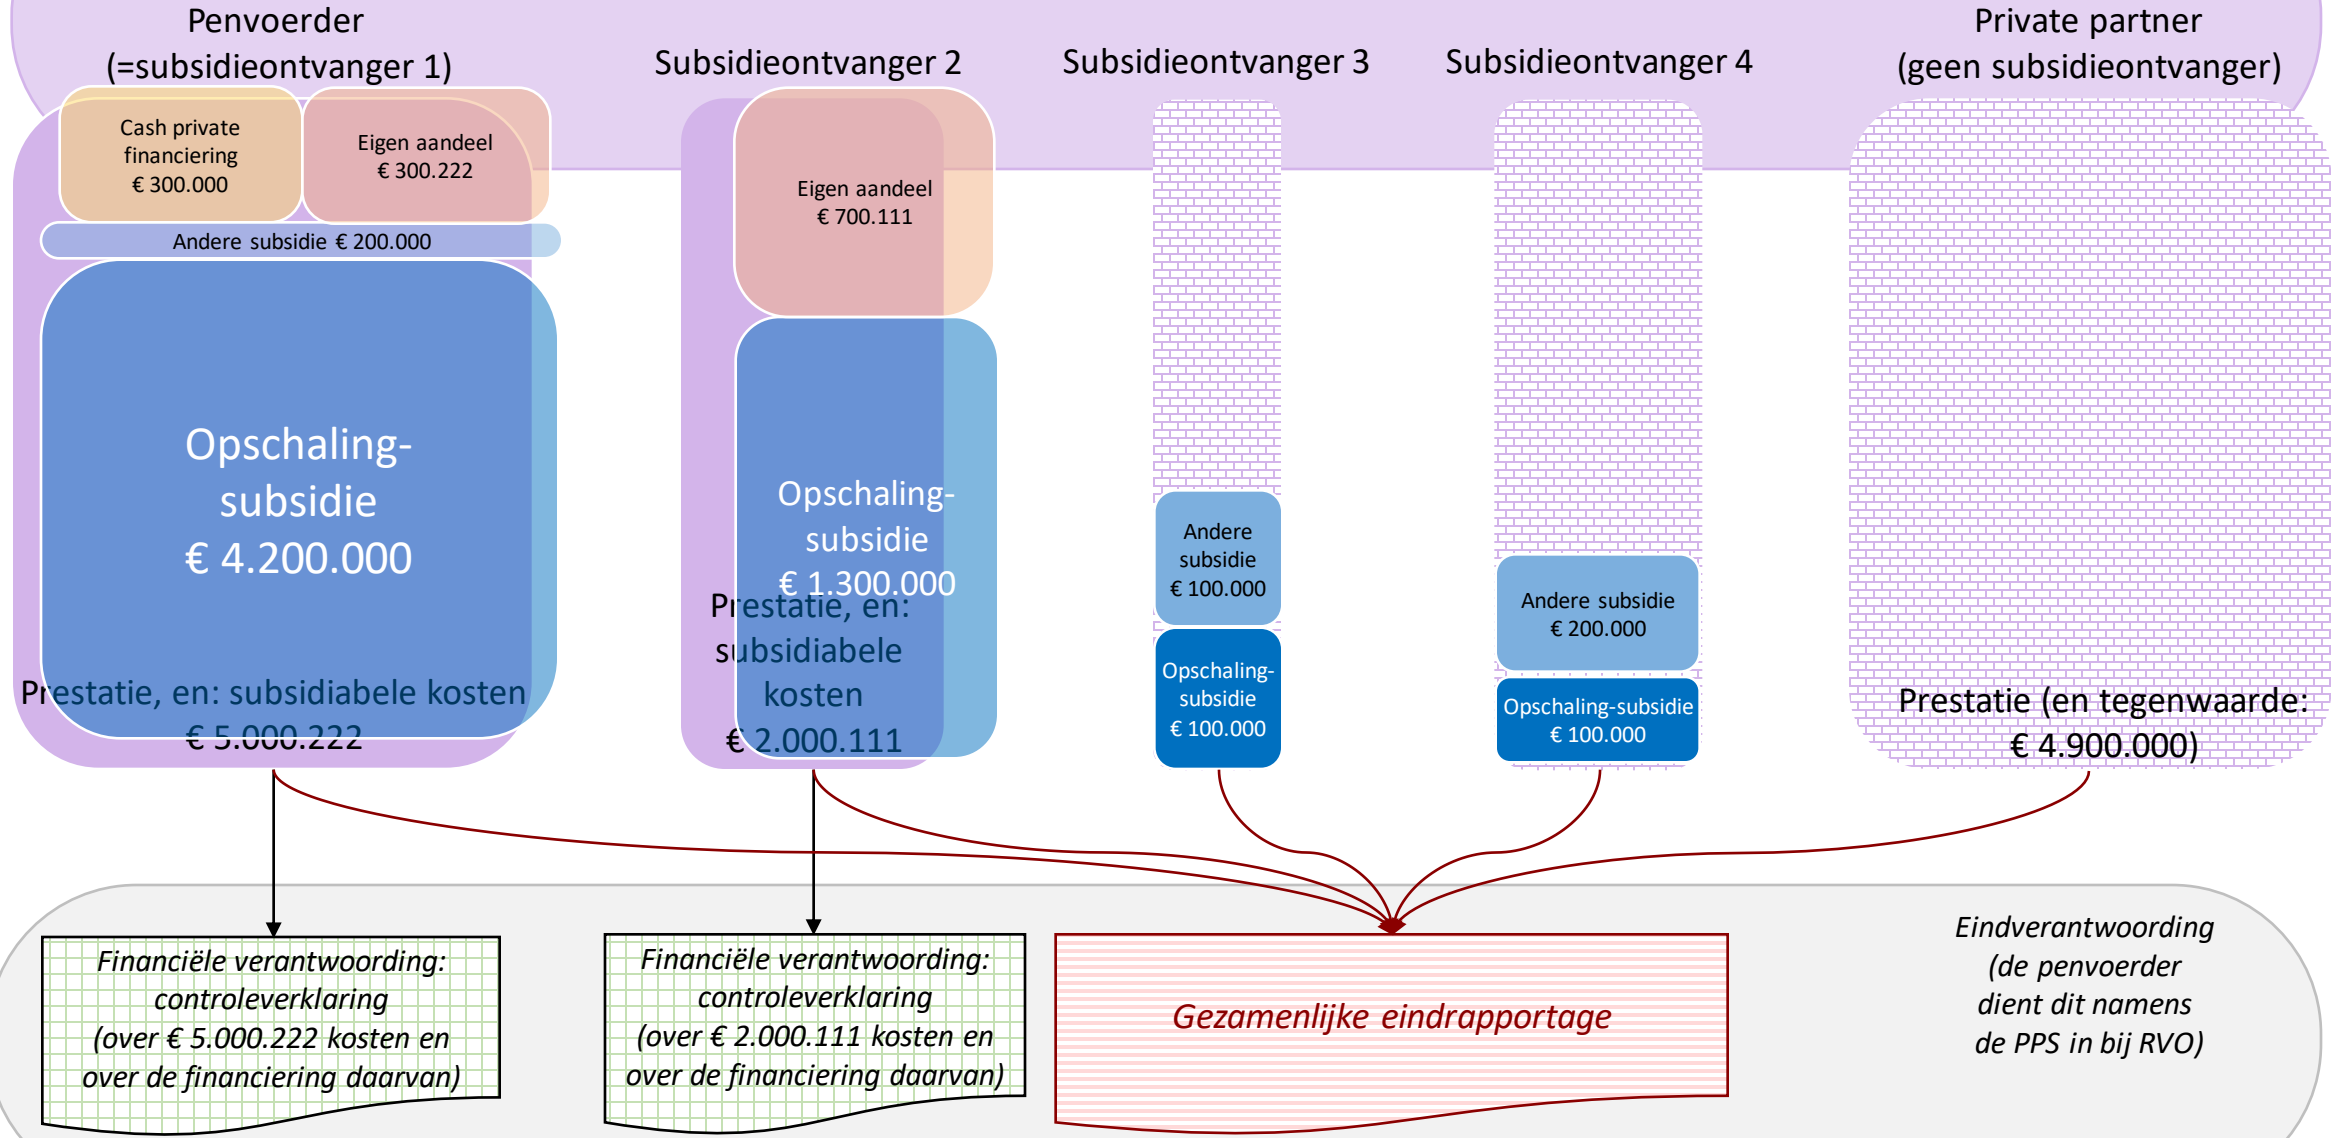 Penvoerder
(=subsidieontvanger 1)
Cash private
financiering
€ 300.000
Eigen aandeel
€ 300.222
Andere subsidie € 200.000
Opschaling-
subsidie
€ 4.200.000
Prestatie, en: subsidiabele kosten
€ 5.000.222
Subsidieontvanger 2
Eigen aandeel
€ 700.111
Opschaling-
subsidie
€ 1.300.000
Prestatie, en:
subsidiabele
kosten
€ 2.000.111
Subsidieontvanger 3
Andere
subsidie
€ 100.000
Opschaling-
subsidie
€ 100.000
Subsidieontvanger 4
Andere subsidie
€ 200.000
Opschaling-subsidie
€ 100.000
Private partner
(geen subsidieontvanger)
Prestatie (en tegenwaarde:
€ 4.900.000)
Financiële verantwoording:
controleverklaring
(over € 5.000.222 kosten en
over de financiering daarvan)
Financiële verantwoording:
controleverklaring
(over € 2.000.111 kosten en
over de financiering daarvan)
Gezamenlijke eindrapportage
Eindverantwoording
(de penvoerder
dient dit namens
de PPS in bij RVO)